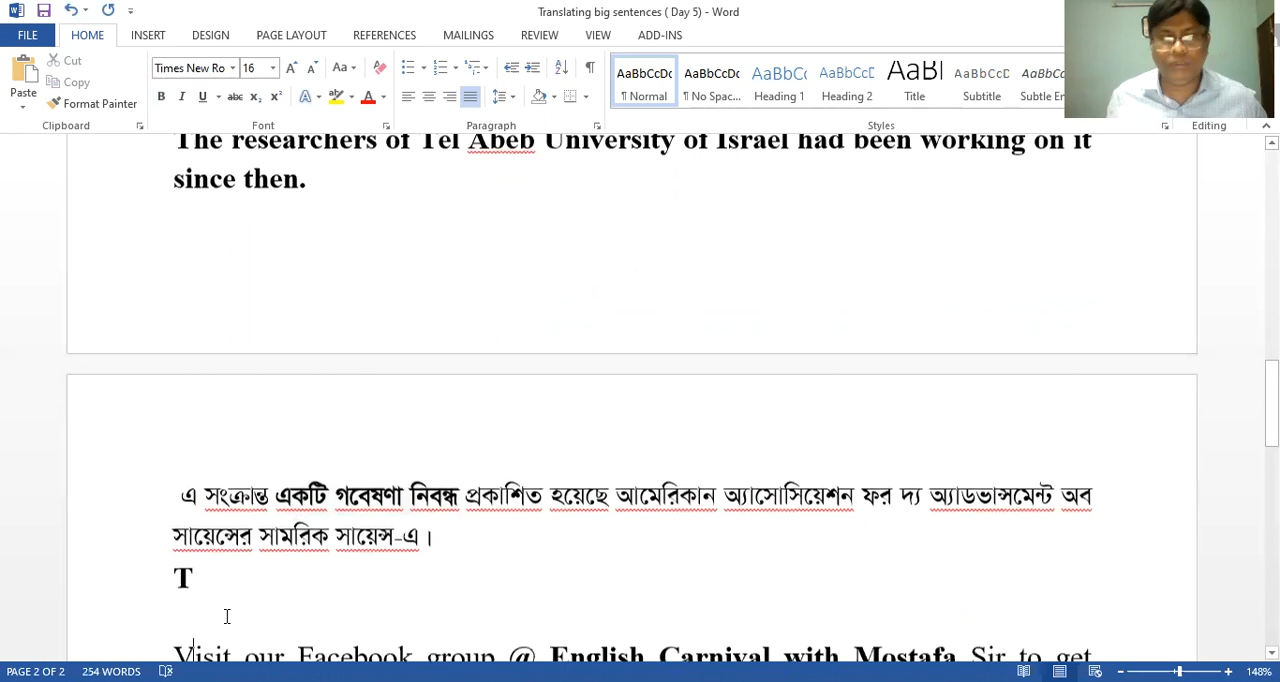 Translating big sentences ( Day 5) - Word
FILE HOME INSERT DESIGN PAGE LAYOUT REFERENCES MAILINGS REVIEW VIEW ADD-INS
Cut
Copy
Format Painter
Paste
Times New Ro 16
AaBbCcDc AaBbCcDc AaBbCc AaBbCcD AaBl AaBbCcD AaBbCcDc
¶ Normal ¶ No Spac... Heading 1 Heading 2 Title Subtitle Subtle Em
Clipboard Font Paragraph Styles Editing
The researchers of Tel Abeb University of Israel had been working on it
since then.
এ সংক্রান্ত একটি গবেষণা নিবন্ধ প্রকাশিত হয়েছে আমেরিকান অ্যাসোসিয়েশন ফর দ্য অ্যাডভান্সমেন্ট অব
সায়েন্সের সামরিক সায়েন্স-এ।
T
Visit our Facebook group @ English Carnival with Mostafa Sir to get
PAGE 2 OF 2 254 WORDS 148%